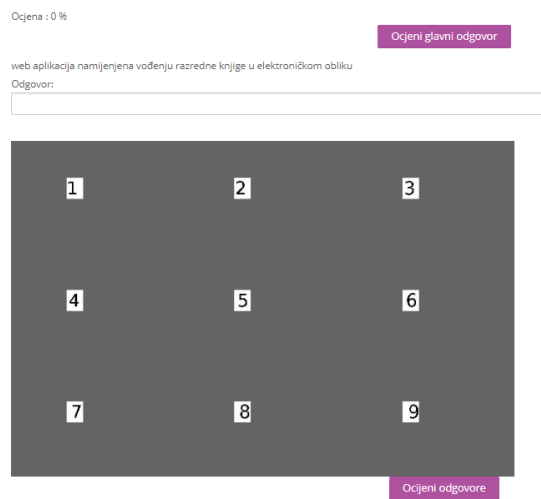 Ocjena : 0 %
Ocjeni glavni odgovor
web aplikacija namijenjena vođenju razredne knjige u elektroničkom obliku
Odgovor:
1 2 3
4 5 6
7 8 9
Ocijeni odgovore